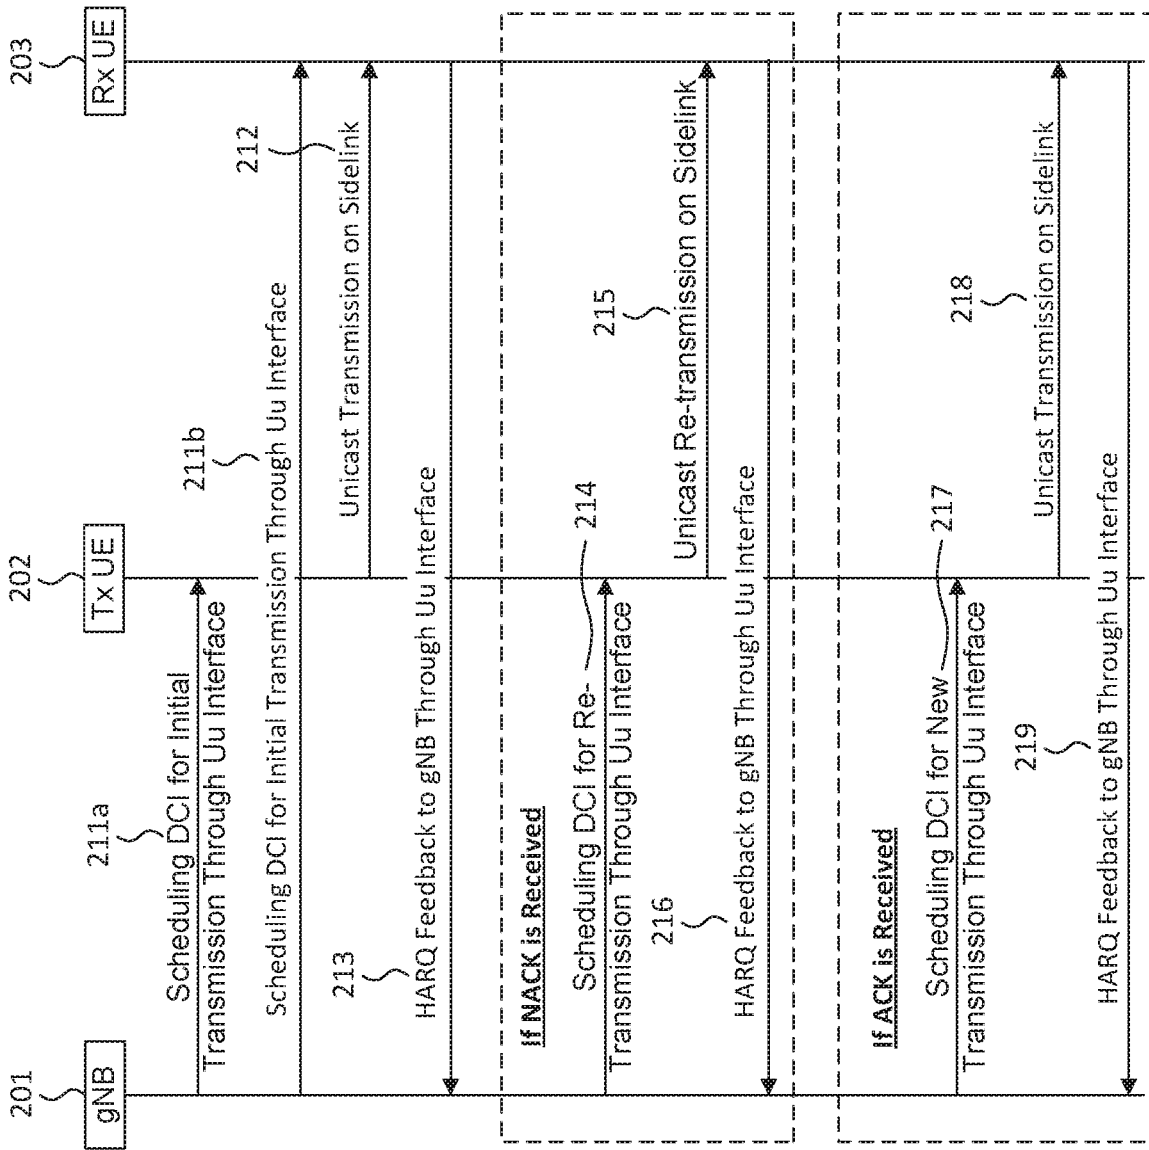 201
202
203
gNB
Tx UE
Rx UE
211a
Scheduling DCI for Initial
Transmission Through Uu Interface
211b
Scheduling DCI for Initial Transmission Through Uu Interface
212
Unicast Transmission on Sidelink
213
HARQ Feedback to gNB Through Uu Interface
If NACK is Received
Scheduling DCI for Re-
Transmission Through Uu Interface
214
215
Unicast Re-transmission on Sidelink
216
HARQ Feedback to gNB Through Uu Interface
If ACK is Received
Scheduling DCI for New
Transmission Through Uu Interface
217
218
Unicast Transmission on Sidelink
219
HARQ Feedback to gNB Through Uu Interface